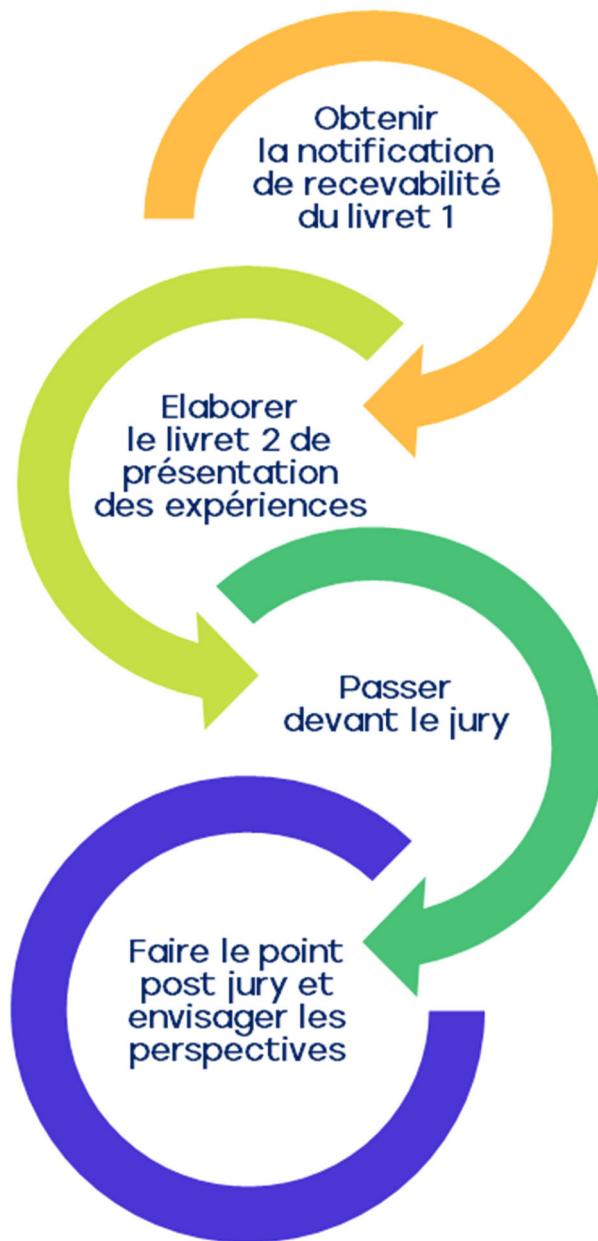 Obtenir
la notification
de recevabilité
du livret 1
Elaborer
le livret 2 de
présentation
des expériences
Passer
devant le jury
Faire le point
post jury et
envisager les
perspectives